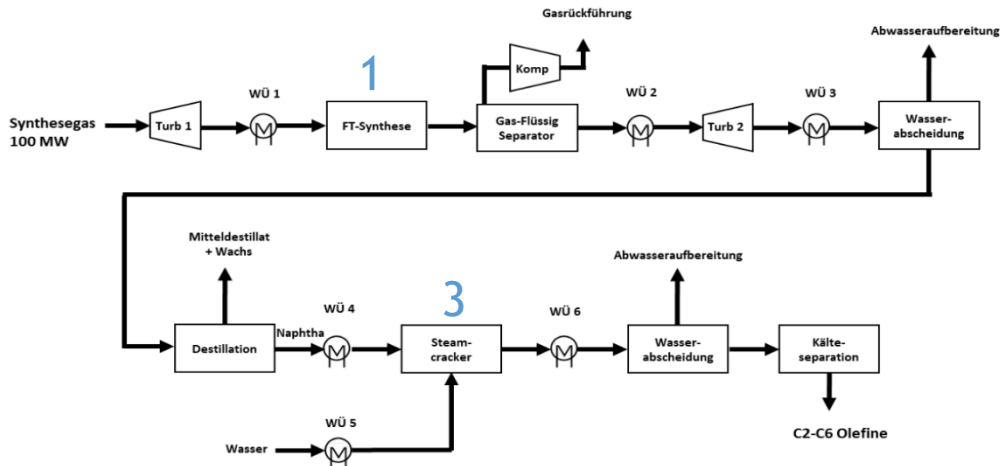 Gasrückführung
Abwasseraufbereitung
1
Komp
WÜ 1
WÜ 2
WÜ 3
Synthesegas
100 MW
Turb 1
M
FT-Synthese
Gas-Flüssig
Separator
M
Turb 2
M
Wasser-
abscheidung
Mitteldestillat
+ Wachs
Abwasseraufbereitung
3
WÜ 4
WÜ 6
Destillation
Naphtha
M
Steam-
cracker
M
Wasser-
abscheidung
Kälte-
separation
WÜ 5
Wasser
M
C2-C6 Olefine